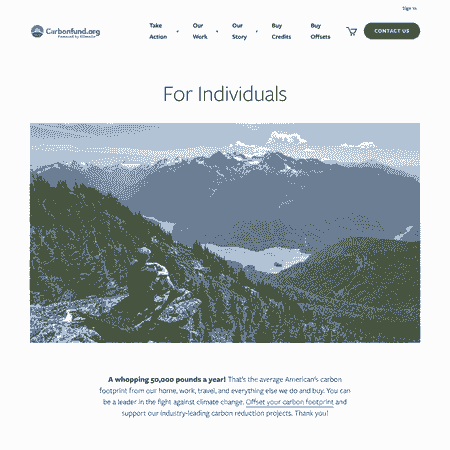 Sign In
Carbonfund.org
Take Action
Our Work
Our Story
Buy Credits
Buy Offsets
CONTACT US
For Individuals
A whopping 50,000 pounds a year! That's the average American's carbon
footprint from our home, work, travel, and everything else we do and buy. You can
be a leader in the fight against climate change. Offset your carbon footprint and
support our industry-leading carbon reduction projects. Thank you!